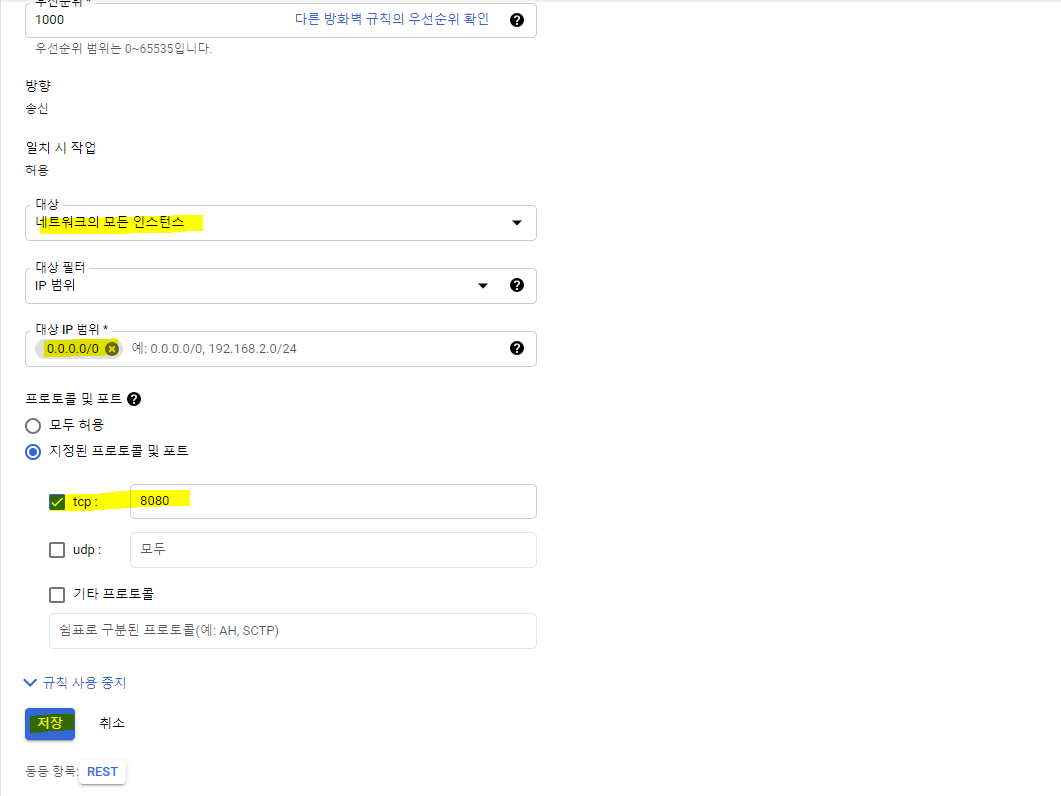 우선순위 *
1000 다른 방화벽 규칙의 우선순위 확인
우선순위 범위는 0~65535입니다.
방향
송신
일치 시 작업
허용
대상
네트워크의 모든 인스턴스
대상 필터
IP 범위
대상 IP 범위 *
0.0.0.0/0 예: 0.0.0.0/0, 192.168.2.0/24
프로토콜 및 포트
모두 허용
지정된 프로토콜 및 포트
tcp : 8080
udp : 모두
기타 프로토콜
쉼표로 구분된 프로토콜(예: AH, SCTP)
규칙 사용 중지
저장 취소
동등 항목: REST